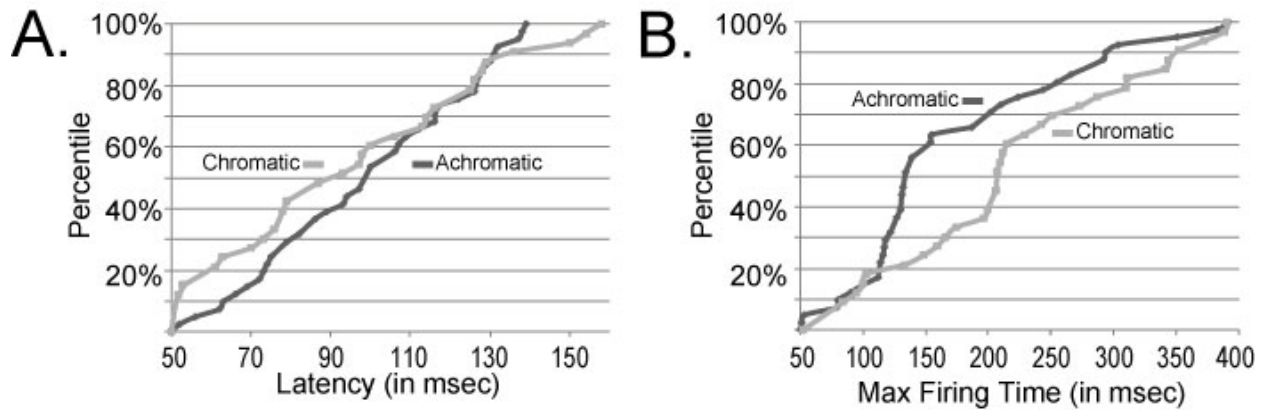 A.
100%
80%
60%
40%
20%
Percentile
Chromatic
Achromatic
50 70 90 110 130 150
Latency (in msec)
B.
100%
80%
60%
40%
20%
Percentile
Achromatic
Chromatic
50 100 150 200 250 300 350 400
Max Firing Time (in msec)